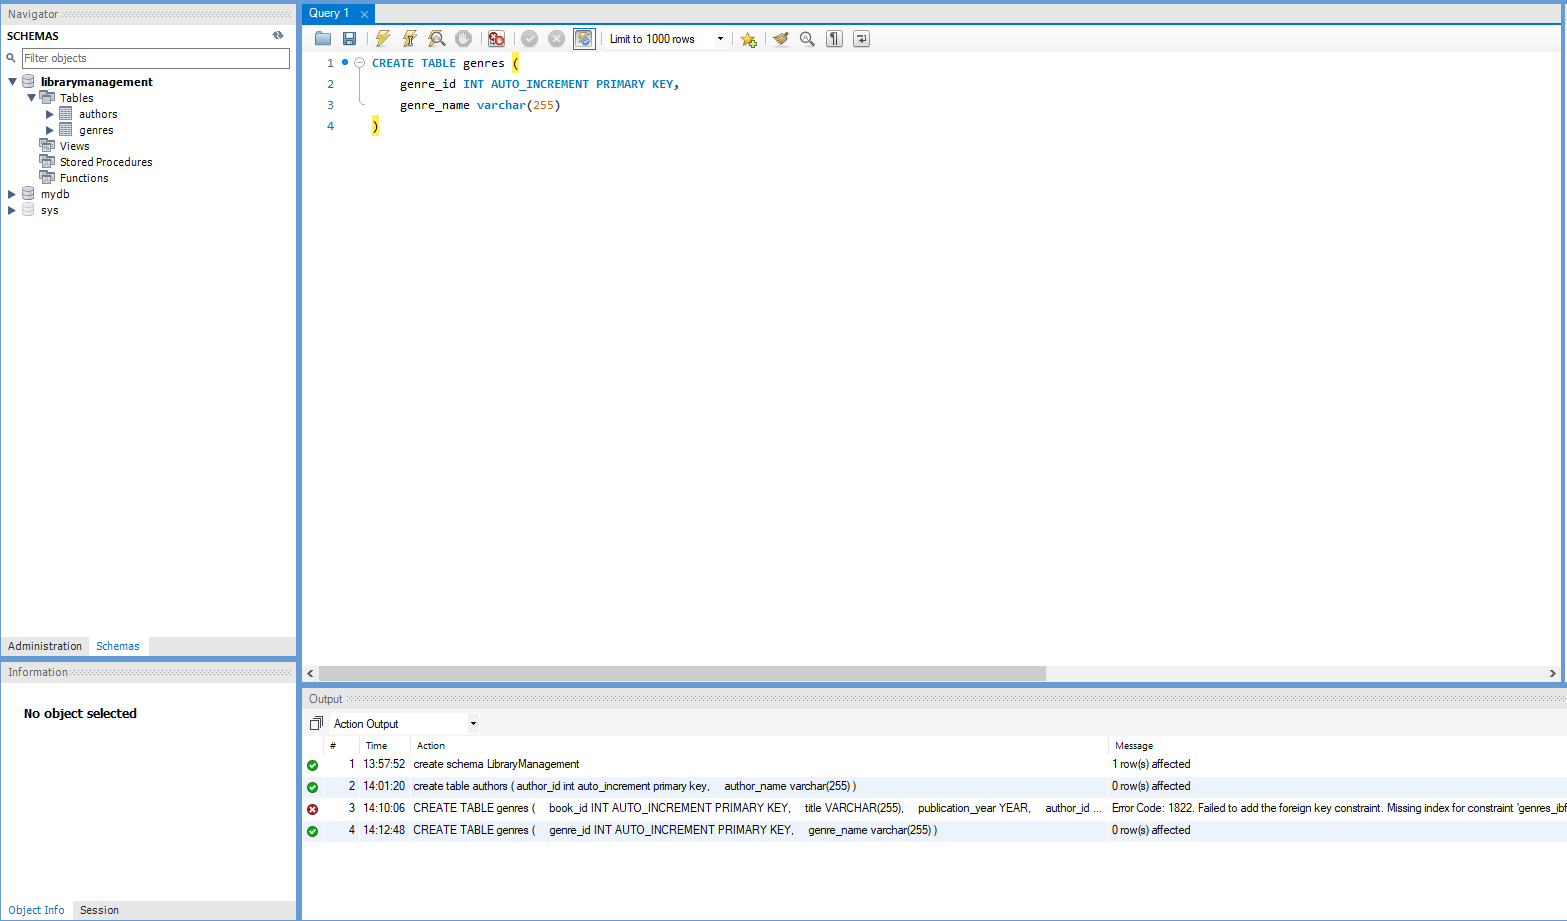 Navigator
SCHEMAS
Filter objects
librarymanagement
Tables
authors
genres
Views
Stored Procedures
Functions
mydb
sys
Administration Schemas
Information
No object selected
Object Info Session
Query 1
Limit to 1000 rows
1 CREATE TABLE genres (
2 genre_id INT AUTO_INCREMENT PRIMARY KEY,
3 genre_name varchar(255)
4 )
Output
Action Output
# Time Action Message
1 13:57:52 create schema LibraryManagement 1 row(s) affected
2 14:01:20 create table authors ( author_id int auto_increment primary key, author_name varchar(255) ) 0 row(s) affected
3 14:10:06 CREATE TABLE genres ( book_id INT AUTO_INCREMENT PRIMARY KEY, title VARCHAR(255), publication_year YEAR, author_id ... Error Code: 1822. Failed to add the foreign key constraint. Missing index for constraint 'genres_ibf
4 14:12:48 CREATE TABLE genres ( genre_id INT AUTO_INCREMENT PRIMARY KEY, genre_name varchar(255) ) 0 row(s) affected